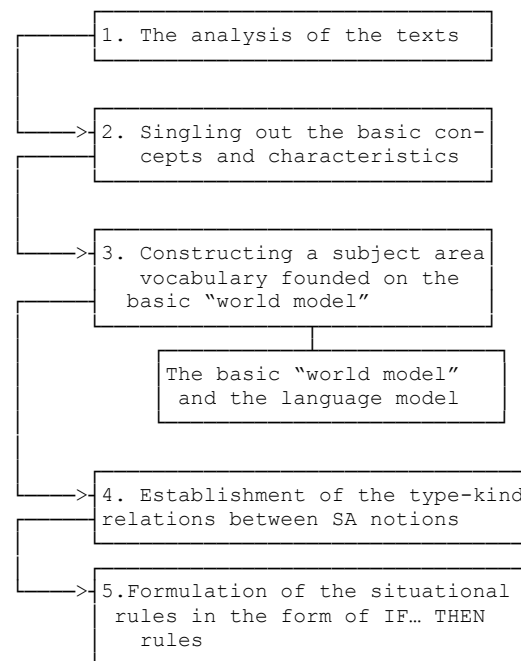 1. The analysis of the texts
2. Singling out the basic con-
cepts and characteristics
3. Constructing a subject area
vocabulary founded on the
basic “world model”
The basic “world model”
and the language model
4. Establishment of the type-kind
relations between SA notions
5.Formulation of the situational
rules in the form of IF… THEN
rules